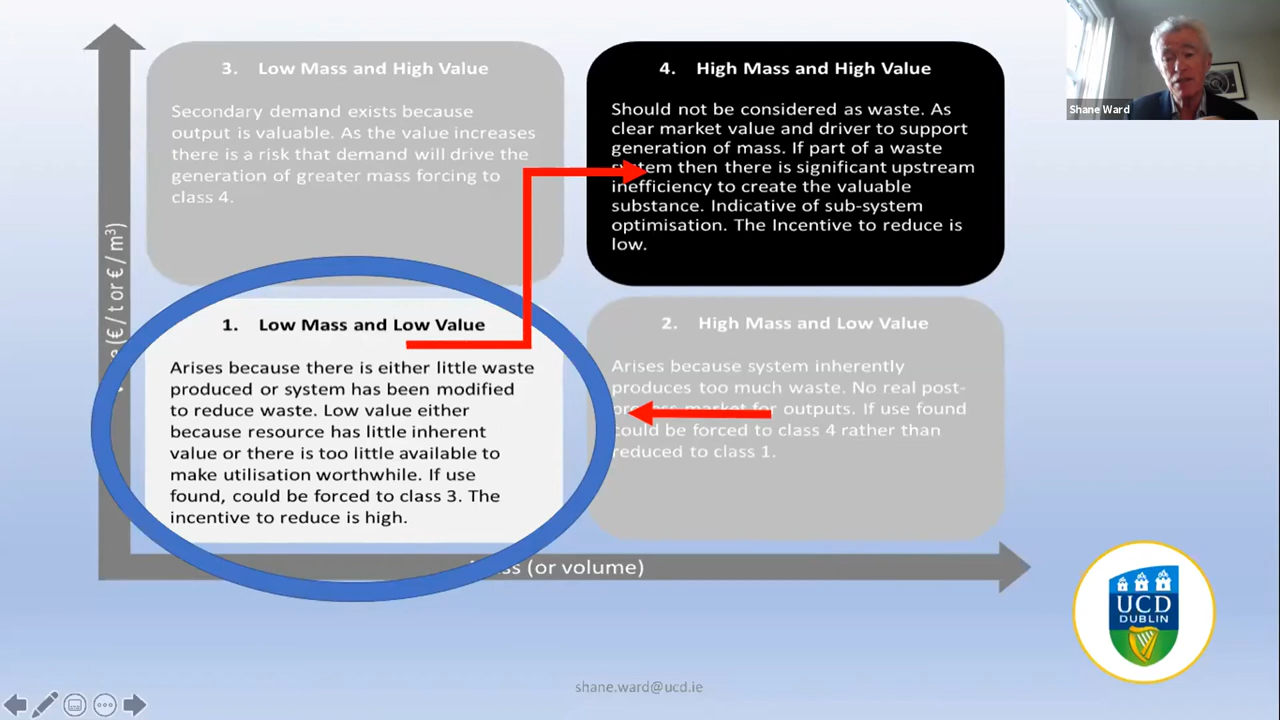 3. Low Mass and High Value
Secondary demand exists because
output is valuable. As the value increases
there is a risk that demand will drive the
generation of greater mass forcing to
class 4.
4. High Mass and High Value
Should not be considered as waste. As
clear market value and driver to support
generation of mass. If part of a waste
system then there is significant upstream
inefficiency to create the valuable
substance. Indicative of sub-system
optimisation. The Incentive to reduce is
low.
Shane Ward
(€/ t or €/ m³)
1. Low Mass and Low Value
Arises because there is either little waste
produced or system has been modified
to reduce waste. Low value either
because resource has little inherent
value or there is too little available to
make utilisation worthwhile. If use
found, could be forced to class 3. The
incentive to reduce is high.
2. High Mass and Low Value
Arises because system inherently
produces too much waste. No real post-
process market for outputs. If use found
could be forced to class 4 rather than
reduced to class 1.
(or volume)
UCD
DUBLIN
shane.ward@ucd.ie